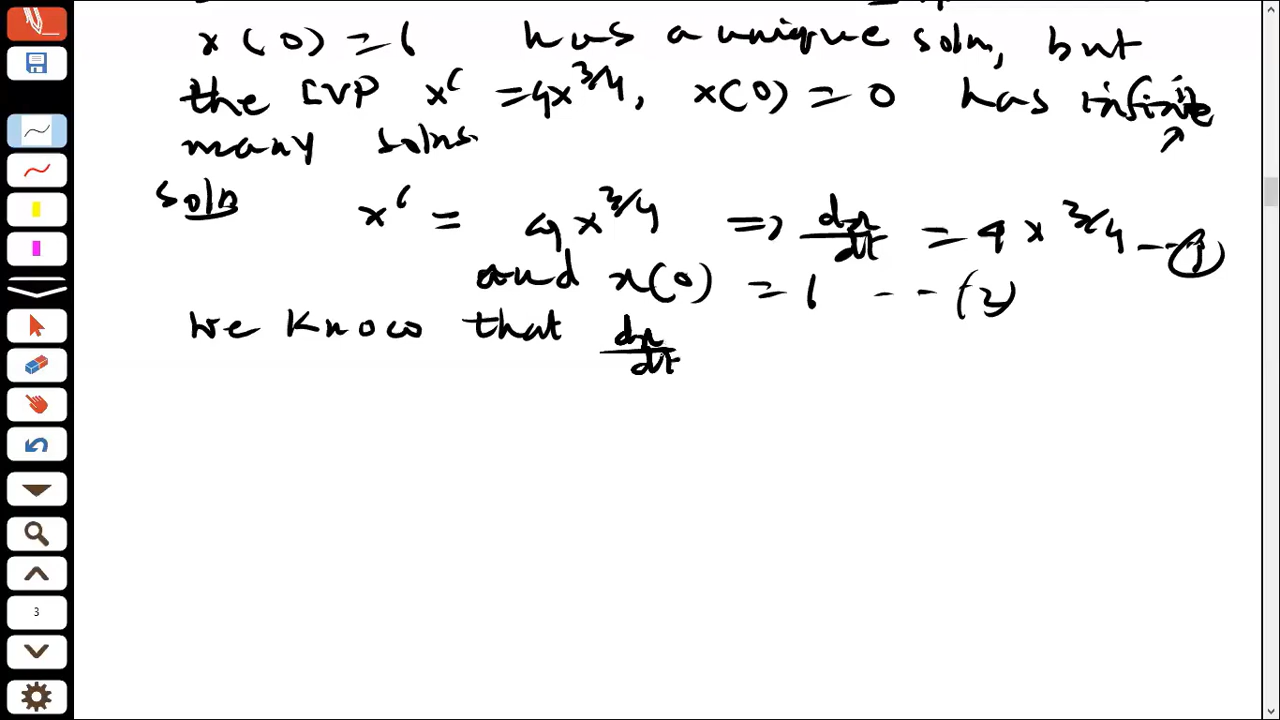 x(0) = 1 has a unique soln, but
the IVP x' = 4x^{3/4}, x(0) = 0 has infinite
many solns.
Soln x' = 4x^{3/4} => dx/dt = 4x^{3/4} -- (1)
and x(0) = 1 -- (2)
We know that dx/dt
3